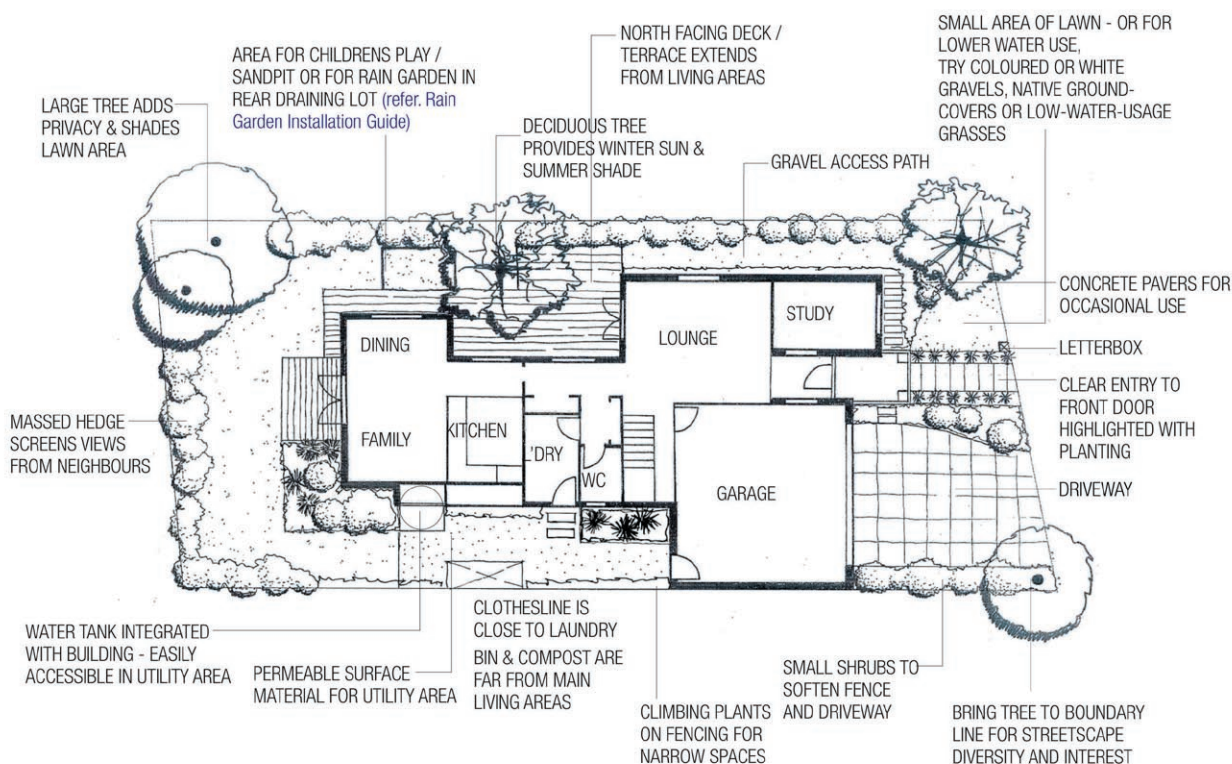 LARGE TREE ADDS
PRIVACY & SHADES
LAWN AREA
AREA FOR CHILDRENS PLAY /
SANDPIT OR FOR RAIN GARDEN IN
REAR DRAINING LOT (refer. Rain
Garden Installation Guide)
DECIDUOUS TREE
PROVIDES WINTER SUN &
SUMMER SHADE
NORTH FACING DECK /
TERRACE EXTENDS
FROM LIVING AREAS
GRAVEL ACCESS PATH
SMALL AREA OF LAWN - OR FOR
LOWER WATER USE,
TRY COLOURED OR WHITE
GRAVELS, NATIVE GROUND-
COVERS OR LOW-WATER-USAGE
GRASSES
CONCRETE PAVERS FOR
OCCASIONAL USE
LETTERBOX
CLEAR ENTRY TO
FRONT DOOR
HIGHLIGHTED WITH
PLANTING
DRIVEWAY
MASSED HEDGE
SCREENS VIEWS
FROM NEIGHBOURS
DINING
FAMILY
KITCHEN
L'DRY
WC
LOUNGE
STUDY
GARAGE
WATER TANK INTEGRATED
WITH BUILDING - EASILY
ACCESSIBLE IN UTILITY AREA
PERMEABLE SURFACE
MATERIAL FOR UTILITY AREA
CLOTHESLINE IS
CLOSE TO LAUNDRY
BIN & COMPOST ARE
FAR FROM MAIN
LIVING AREAS
CLIMBING PLANTS
ON FENCING FOR
NARROW SPACES
SMALL SHRUBS TO
SOFTEN FENCE
AND DRIVEWAY
BRING TREE TO BOUNDARY
LINE FOR STREETSCAPE
DIVERSITY AND INTEREST